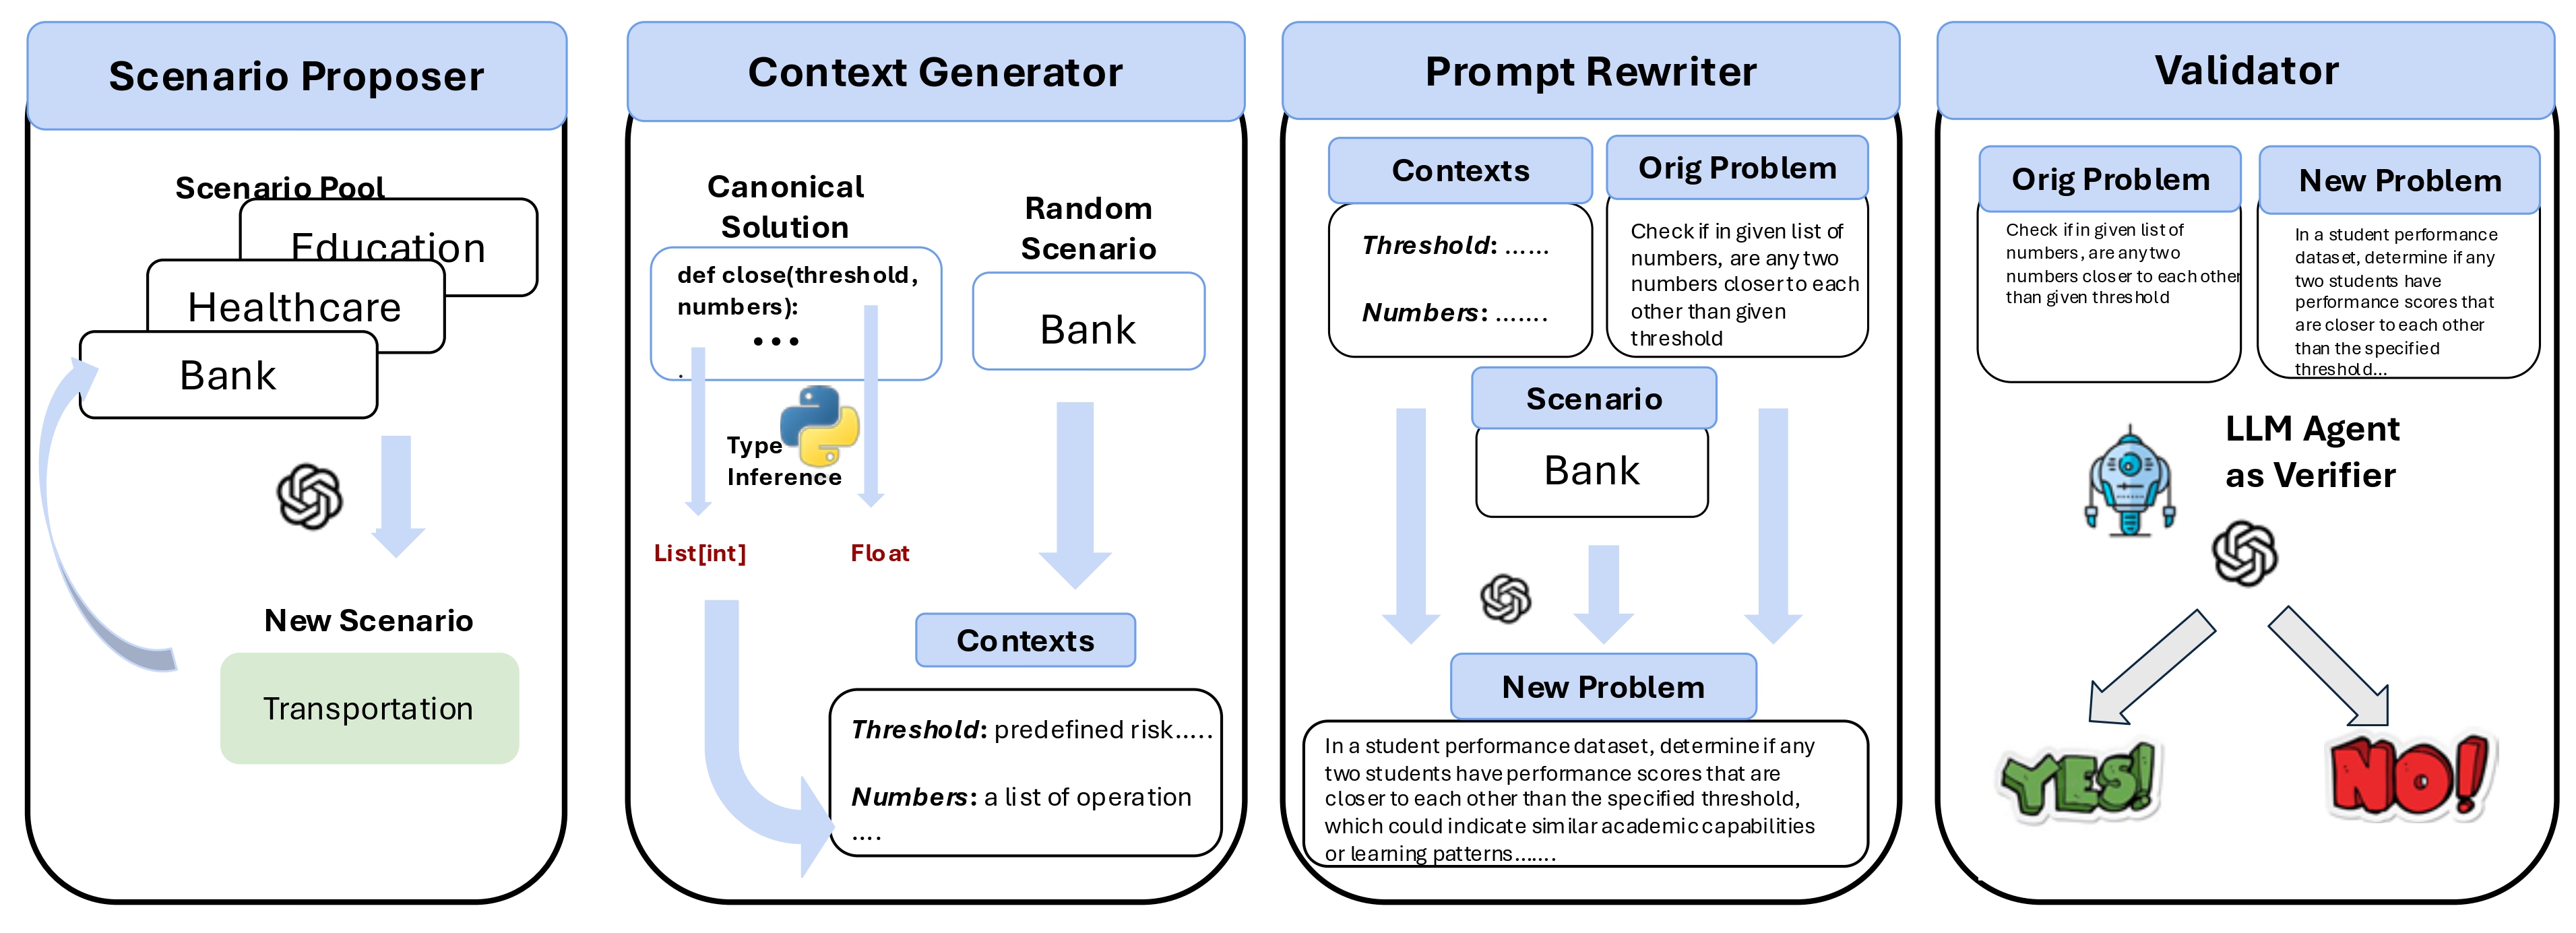 Scenario Proposer
Scenario Pool
Education
Healthcare
Bank
New Scenario
Transportation
Context Generator
Canonical
Solution
def close(threshold,
numbers):
...
.
Random
Scenario
Bank
Type
Inference
List[int]
Float
Contexts
Threshold: predefined risk.....
Numbers: a list of operation
....
Prompt Rewriter
Contexts
Threshold: ......
Numbers: .......
Orig Problem
Check if in given list of
numbers, are any two
numbers closer to each
other than given
threshold
Scenario
Bank
New Problem
In a student performance dataset, determine if any
two students have performance scores that are
closer to each other than the specified threshold,
which could indicate similar academic capabilities
or learning patterns.......
Validator
Orig Problem
Check if in given list of
numbers, are any two
numbers closer to each other
than given threshold
New Problem
In a student performance
dataset, determine if any
two students have
performance scores that
are closer to each other
than the specified
threshold...
LLM Agent
as Verifier
YES!
NO!